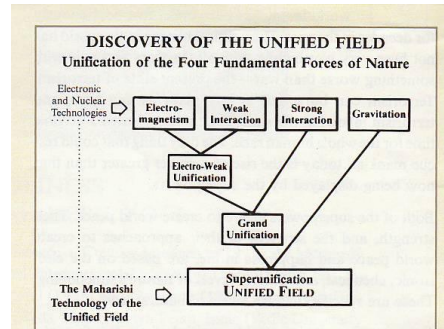 DISCOVERY OF THE UNIFIED FIELD
Unification of the Four Fundamental Forces of Nature
Electronic
and Nuclear
Technologies
Electro-
magnetism
Weak
Interaction
Strong
Interaction
Gravitation
Electro-Weak
Unification
Grand
Unification
Superunification
UNIFIED FIELD
The Maharishi
Technology of the
Unified Field